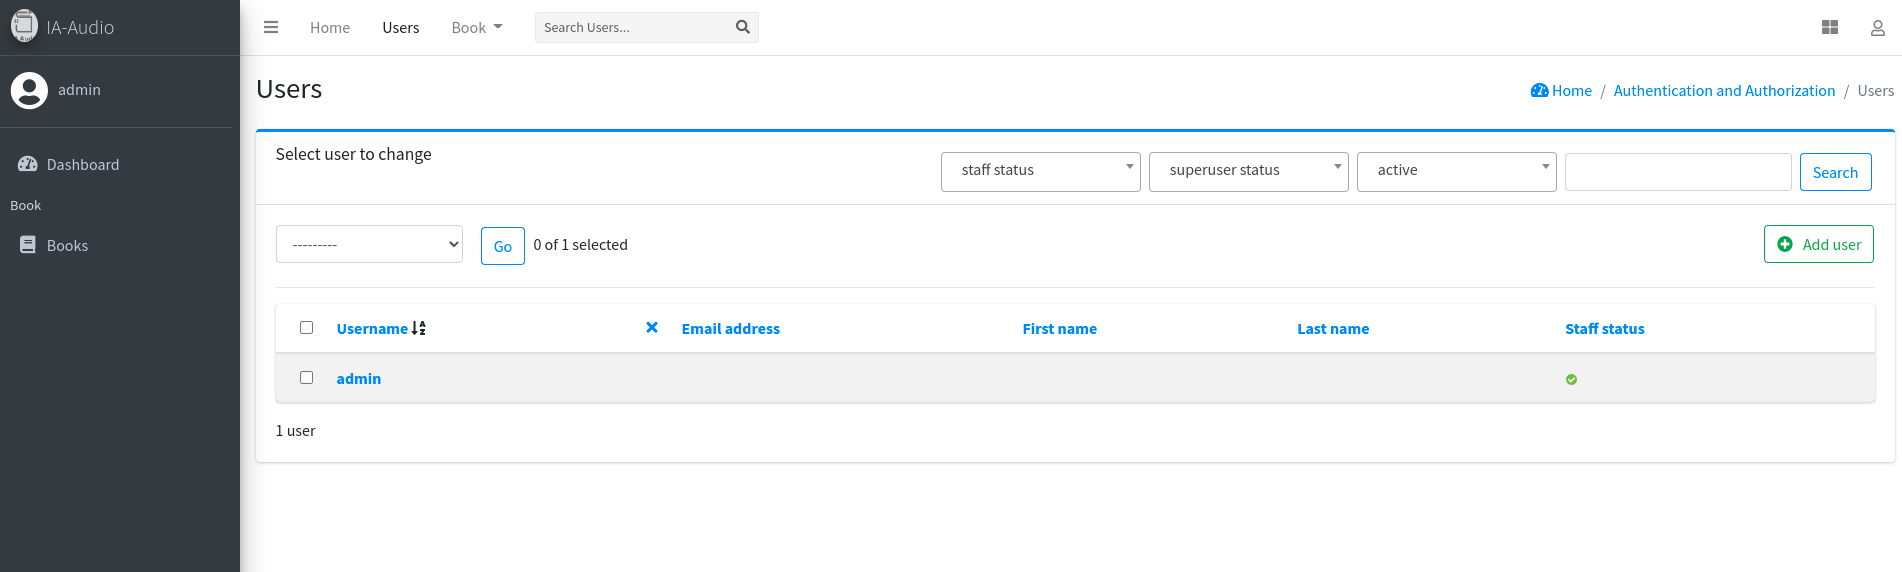 IA-Audio
Home Users Book Search Users...
admin
Dashboard
Book
Books
Users
Home / Authentication and Authorization / Users
Select user to change
staff status superuser status active Search
--------- Go 0 of 1 selected Add user
Username Email address First name Last name Staff status
admin
1 user